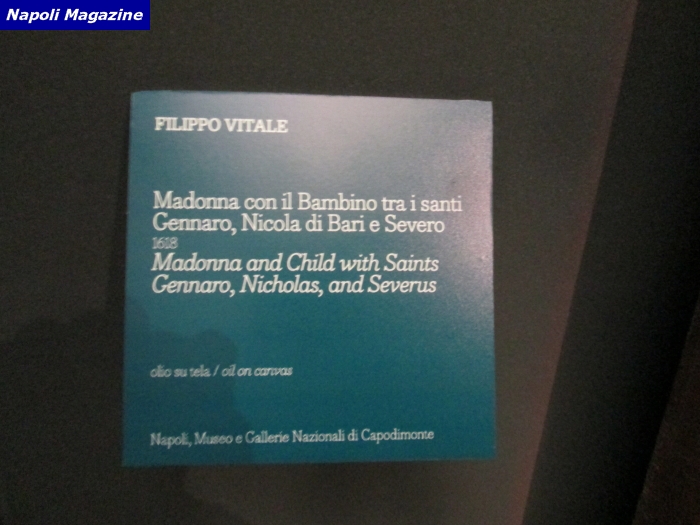 Napoli Magazine
FILIPPO VITALE
Madonna con il Bambino tra i santi
Gennaro, Nicola di Bari e Severo
1618
Madonna and Child with Saints
Gennaro, Nicholas, and Severus
olio su tela / oil on canvas
Napoli, Museo e Gallerie Nazionali di Capodimonte